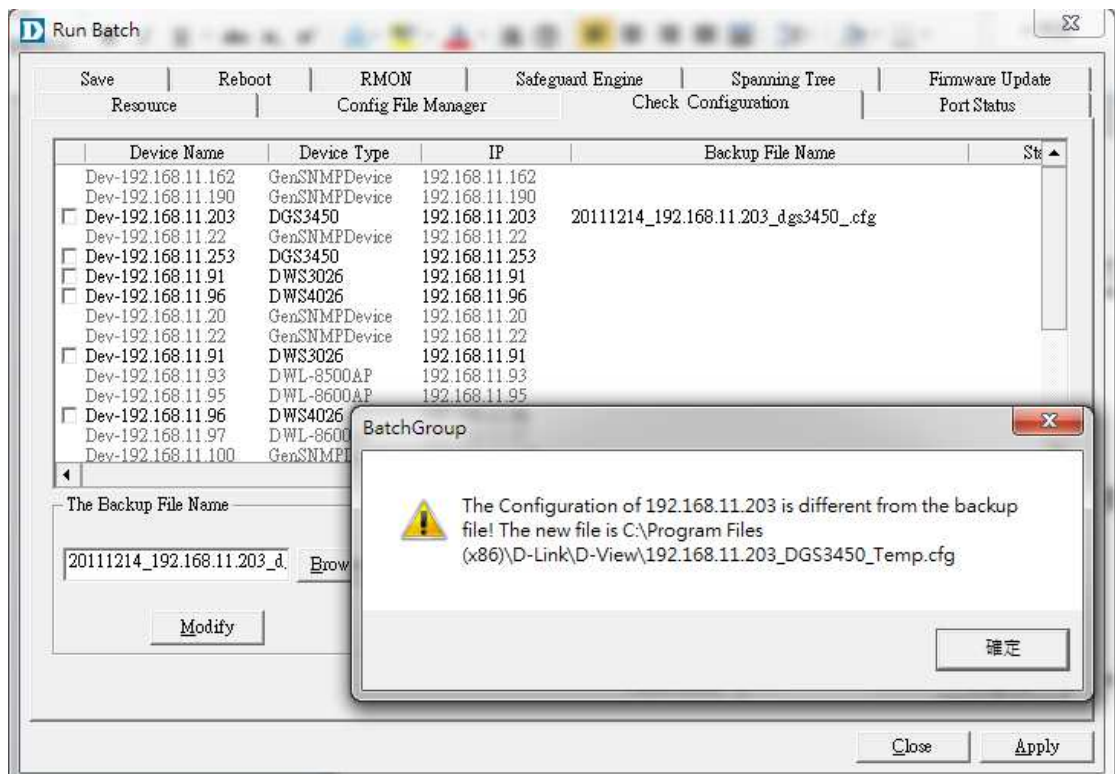 D Run Batch
Save Reboot RMON Safeguard Engine Spanning Tree Firmware Update
Resource Config File Manager Check Configuration Port Status
Device Name Device Type IP Backup File Name
Dev-192.168.11.162 GenSNMPDevice 192.168.11.162
Dev-192.168.11.190 GenSNMPDevice 192.168.11.190
Dev-192.168.11.203 DGS3450 192.168.11.203 20111214_192.168.11.203_dgs3450_.cfg
Dev-192.168.11.22 GenSNMPDevice 192.168.11.22
Dev-192.168.11.253 DGS3450 192.168.11.253
Dev-192.168.11.91 DWS3026 192.168.11.91
Dev-192.168.11.96 DWS4026 192.168.11.96
Dev-192.168.11.20 GenSNMPDevice 192.168.11.20
Dev-192.168.11.22 GenSNMPDevice 192.168.11.22
Dev-192.168.11.91 DWS3026 192.168.11.91
Dev-192.168.11.93 DWL-8500AP 192.168.11.93
Dev-192.168.11.95 DWL-8600AP 192.168.11.95
Dev-192.168.11.96 DWS4026
Dev-192.168.11.97 DWL-8600
Dev-192.168.11.100
BatchGroup
The Configuration of 192.168.11.203 is different from the backup
file! The new file is C:\Program Files
(x86)\D-Link\D-View\192.168.11.203_DGS3450_Temp.cfg
確定
The Backup File Name
20111214_192.168.11.203_d. Brow
Modify
Close Apply